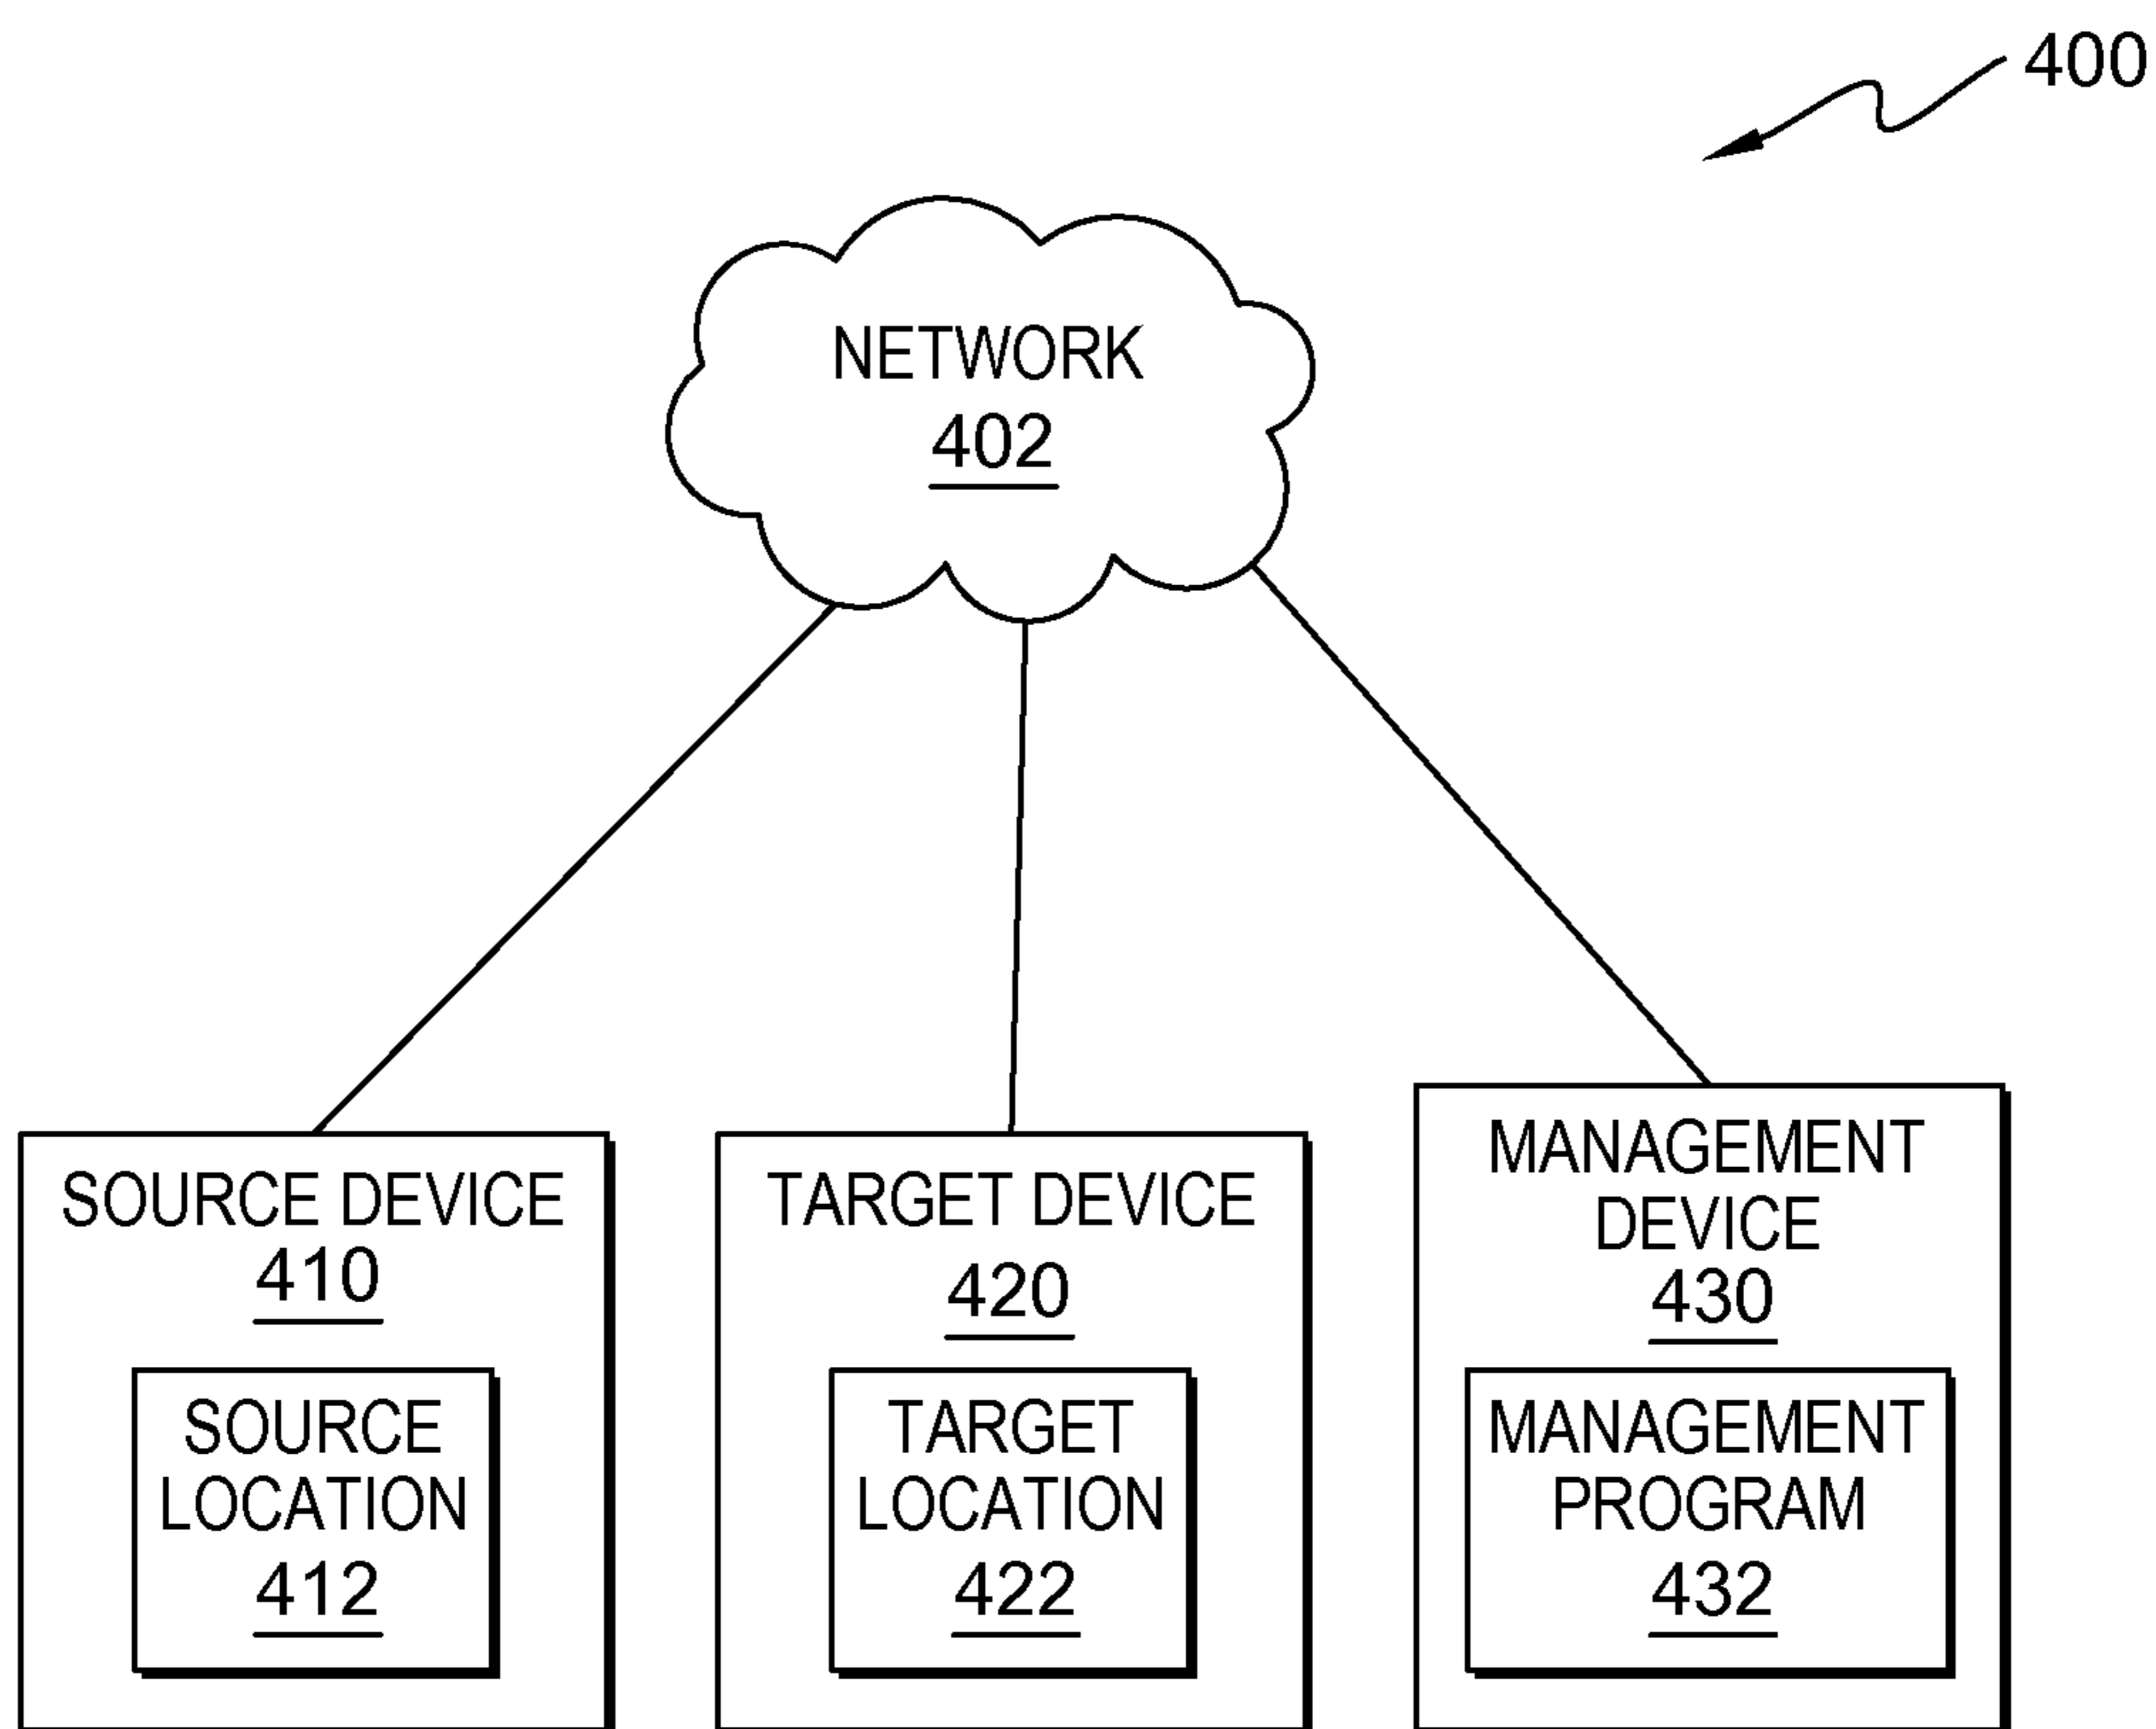 400
NETWORK
402
SOURCE DEVICE
410
SOURCE
LOCATION
412
TARGET DEVICE
420
TARGET
LOCATION
422
MANAGEMENT
DEVICE
430
MANAGEMENT
PROGRAM
432